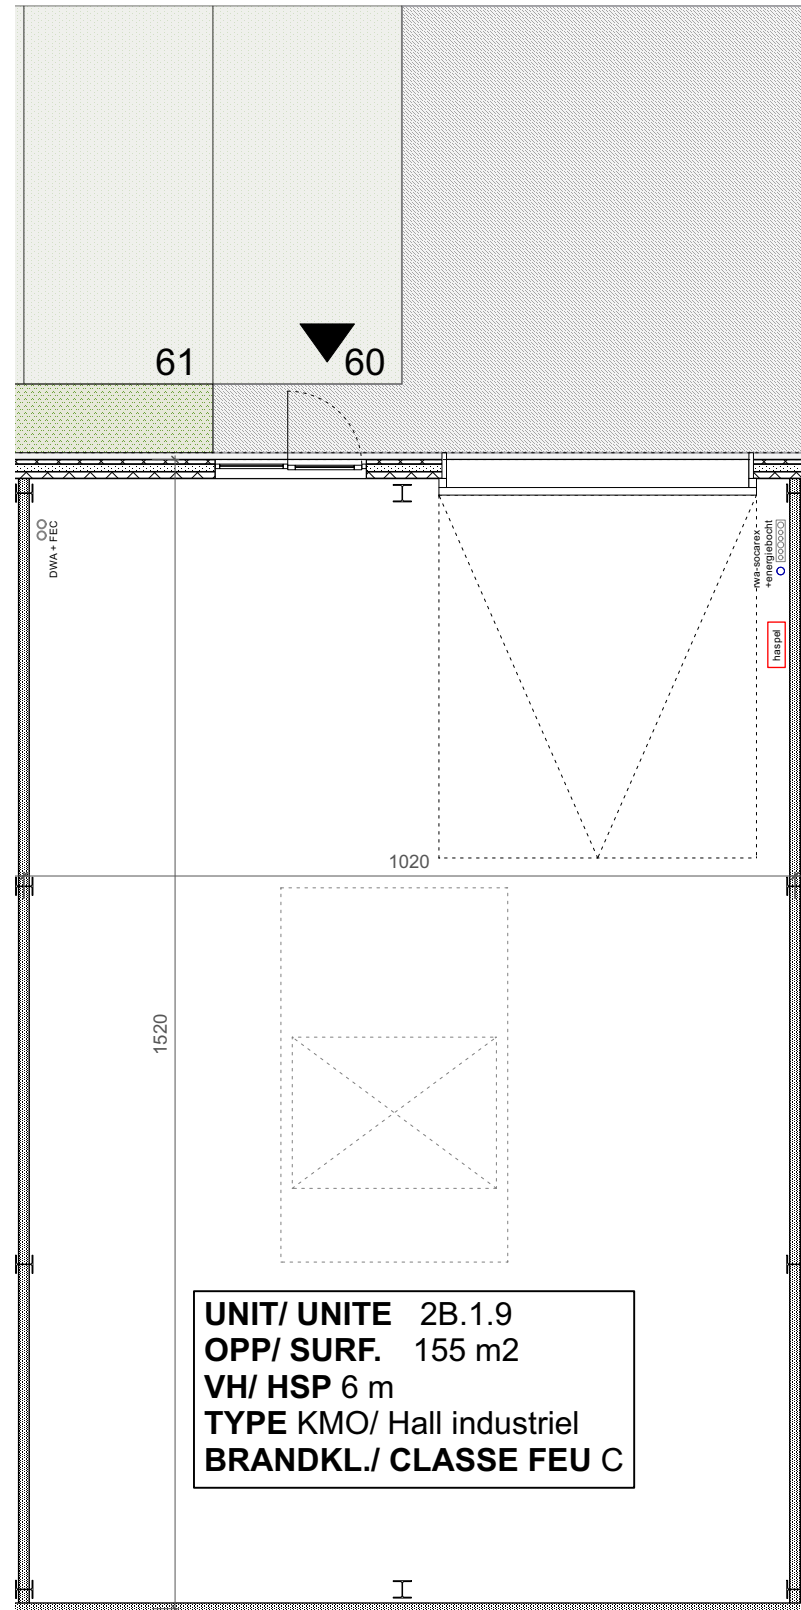 61
60
DWA + FEC
rwa-socarex
+energiebocht
haspel
1020
1520
UNIT/ UNITE 2B.1.9
OPP/ SURF. 155 m2
VH/ HSP 6 m
TYPE KMO/ Hall industriel
BRANDKL./ CLASSE FEU C